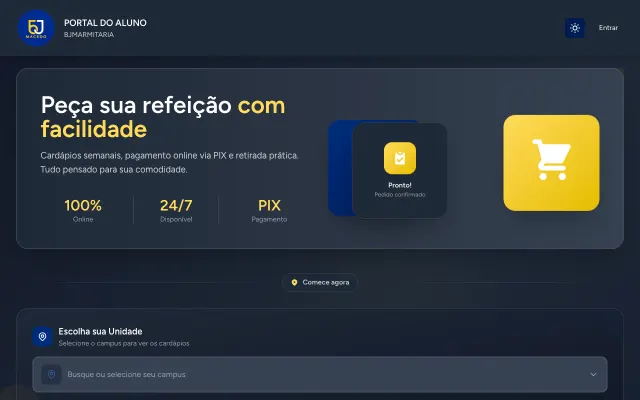 BJ
MACEDO
PORTAL DO ALUNO
BJMARMITARIA
Entrar
Peça sua refeição com
facilidade
Cardápios semanais, pagamento online via PIX e retirada prática.
Tudo pensado para sua comodidade.
100%
Online
24/7
Disponível
PIX
Pagamento
Pronto!
Pedido confirmado
Comece agora
Escolha sua Unidade
Selecione o campus para ver os cardápios
Busque ou selecione seu campus